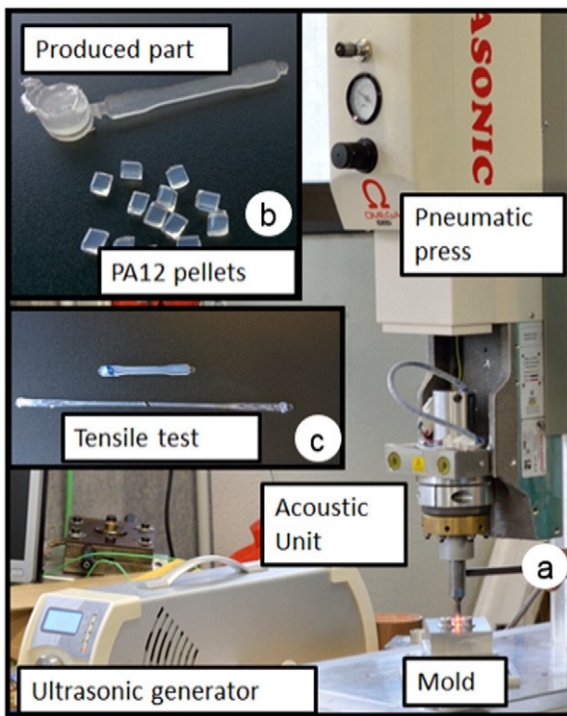 Produced part
PA12 pellets
b
ASONIC
Ω
Pneumatic
press
Tensile test
c
Acoustic
Unit
a
Ultrasonic generator
Mold